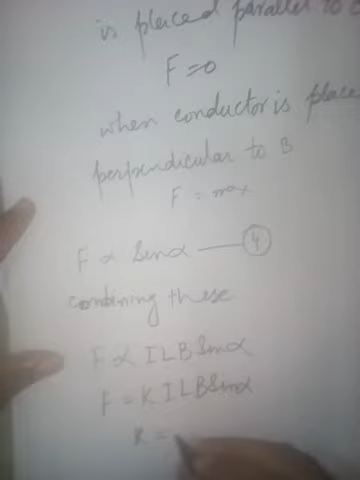 is placed parallel to
F = 0
when conductor is place
perpendicular to B
F = max
F ∝ Sinα — 4
combining these
F ∝ ILB Sinα
F = K ILB Sinα
K =